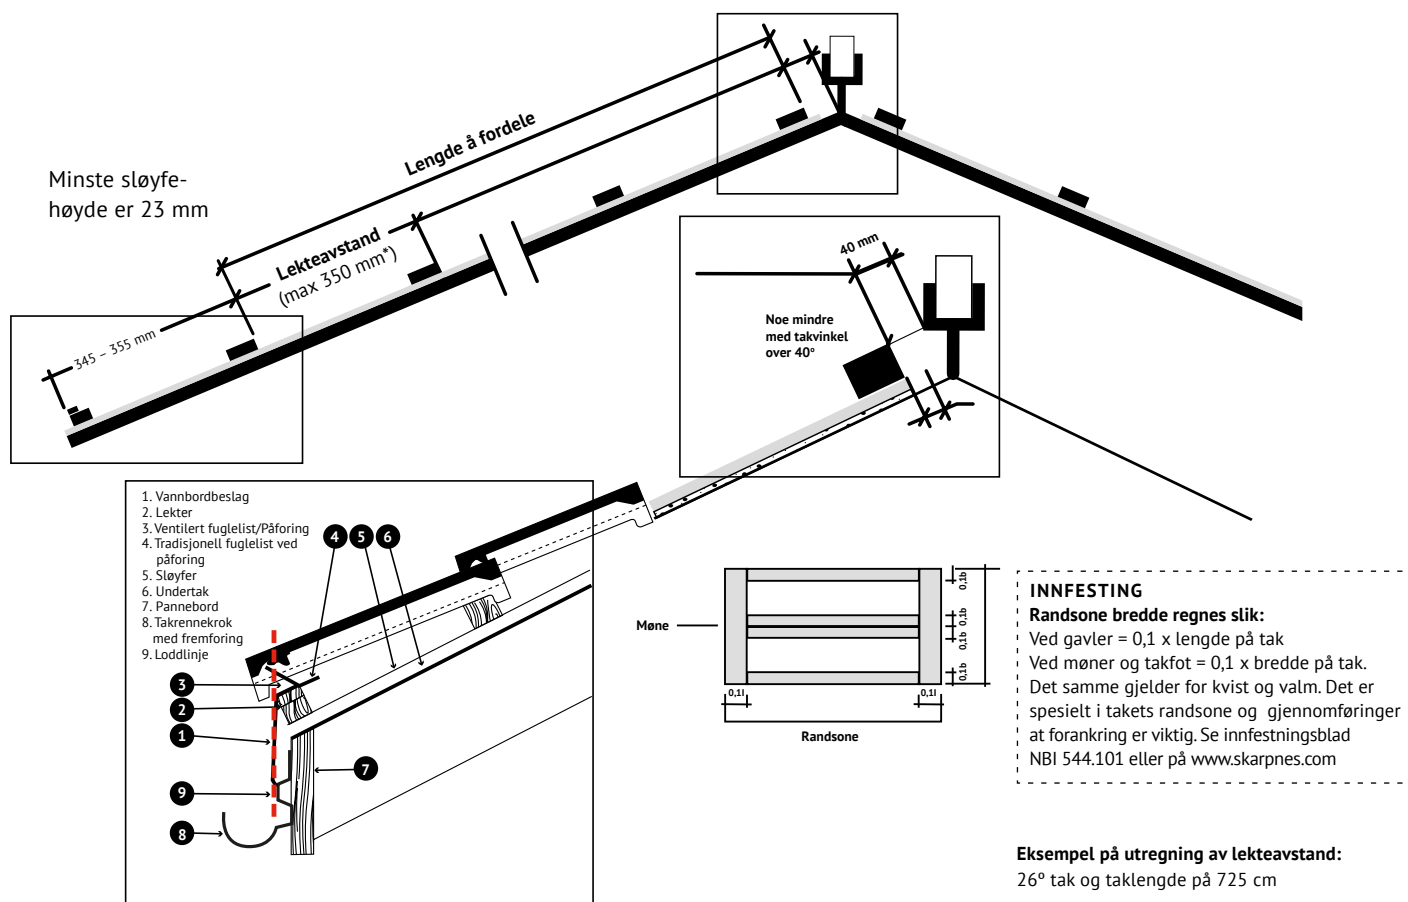 Minste sløyfe-
høyde er 23 mm
Lengde å fordele
Lekteavstand
(max 350 mm*)
345 – 355 mm
40 mm
Noe mindre
med takvinkel
over 40º
1. Vannbordbeslag
2. Lekter
3. Ventilert fuglelist/Påforing
4. Tradisjonell fuglelist ved
påforing
5. Sløyfer
6. Undertak
7. Pannebord
8. Takrennekrok
med fremforing
9. Loddlinje
4 5 6
3
2
1
7
9
8
Møne
0,1b
0,1b
0,1b
0,1b
0,1l
0,1l
Randsone
INNFESTING
Randsone bredde regnes slik:
Ved gavler = 0,1 x lengde på tak
Ved møner og takfot = 0,1 x bredde på tak.
Det samme gjelder for kvist og valm. Det er
spesielt i takets randsone og gjennomføringer
at forankring er viktig. Se innfestningsblad
NBI 544.101 eller på www.skarpnes.com
Eksempel på utregning av lekteavstand:
26º tak og taklengde på 725 cm